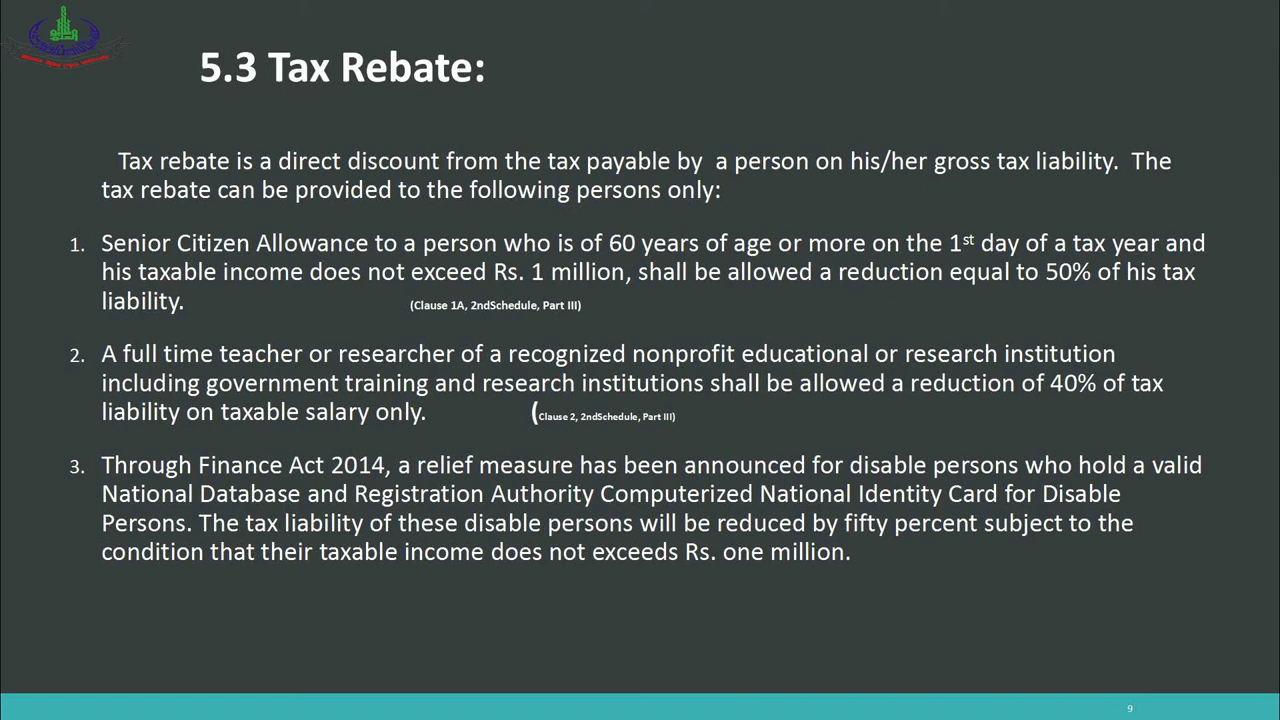 5.3 Tax Rebate:
Tax rebate is a direct discount from the tax payable by a person on his/her gross tax liability. The
tax rebate can be provided to the following persons only:
1. Senior Citizen Allowance to a person who is of 60 years of age or more on the 1st day of a tax year and
his taxable income does not exceed Rs. 1 million, shall be allowed a reduction equal to 50% of his tax
liability. (Clause 1A, 2ndSchedule, Part III)
2. A full time teacher or researcher of a recognized nonprofit educational or research institution
including government training and research institutions shall be allowed a reduction of 40% of tax
liability on taxable salary only. (Clause 2, 2ndSchedule, Part III)
3. Through Finance Act 2014, a relief measure has been announced for disable persons who hold a valid
National Database and Registration Authority Computerized National Identity Card for Disable
Persons. The tax liability of these disable persons will be reduced by fifty percent subject to the
condition that their taxable income does not exceeds Rs. one million.
9